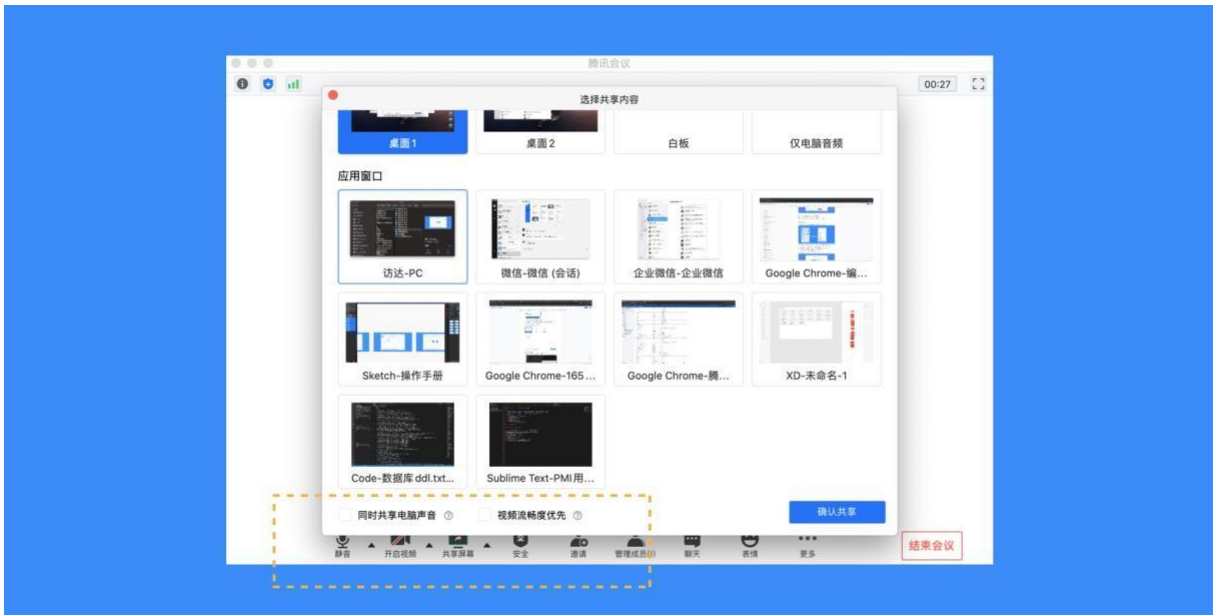 腾讯会议
00:27
选择共享内容
桌面1
桌面2
白板
仅电脑音频
应用窗口
访达-PC
微信-微信 (会话)
企业微信-企业微信
Google Chrome-编...
Sketch-操作手册
Google Chrome-165...
Google Chrome-腾...
XD-未命名-1
Code-数据库 ddl.txt...
Sublime Text-PMI用...
同时共享电脑声音
视频流畅度优先
确认共享
静音
开启视频
共享屏幕
安全
邀请
管理成员(1)
聊天
表情
更多
结束会议